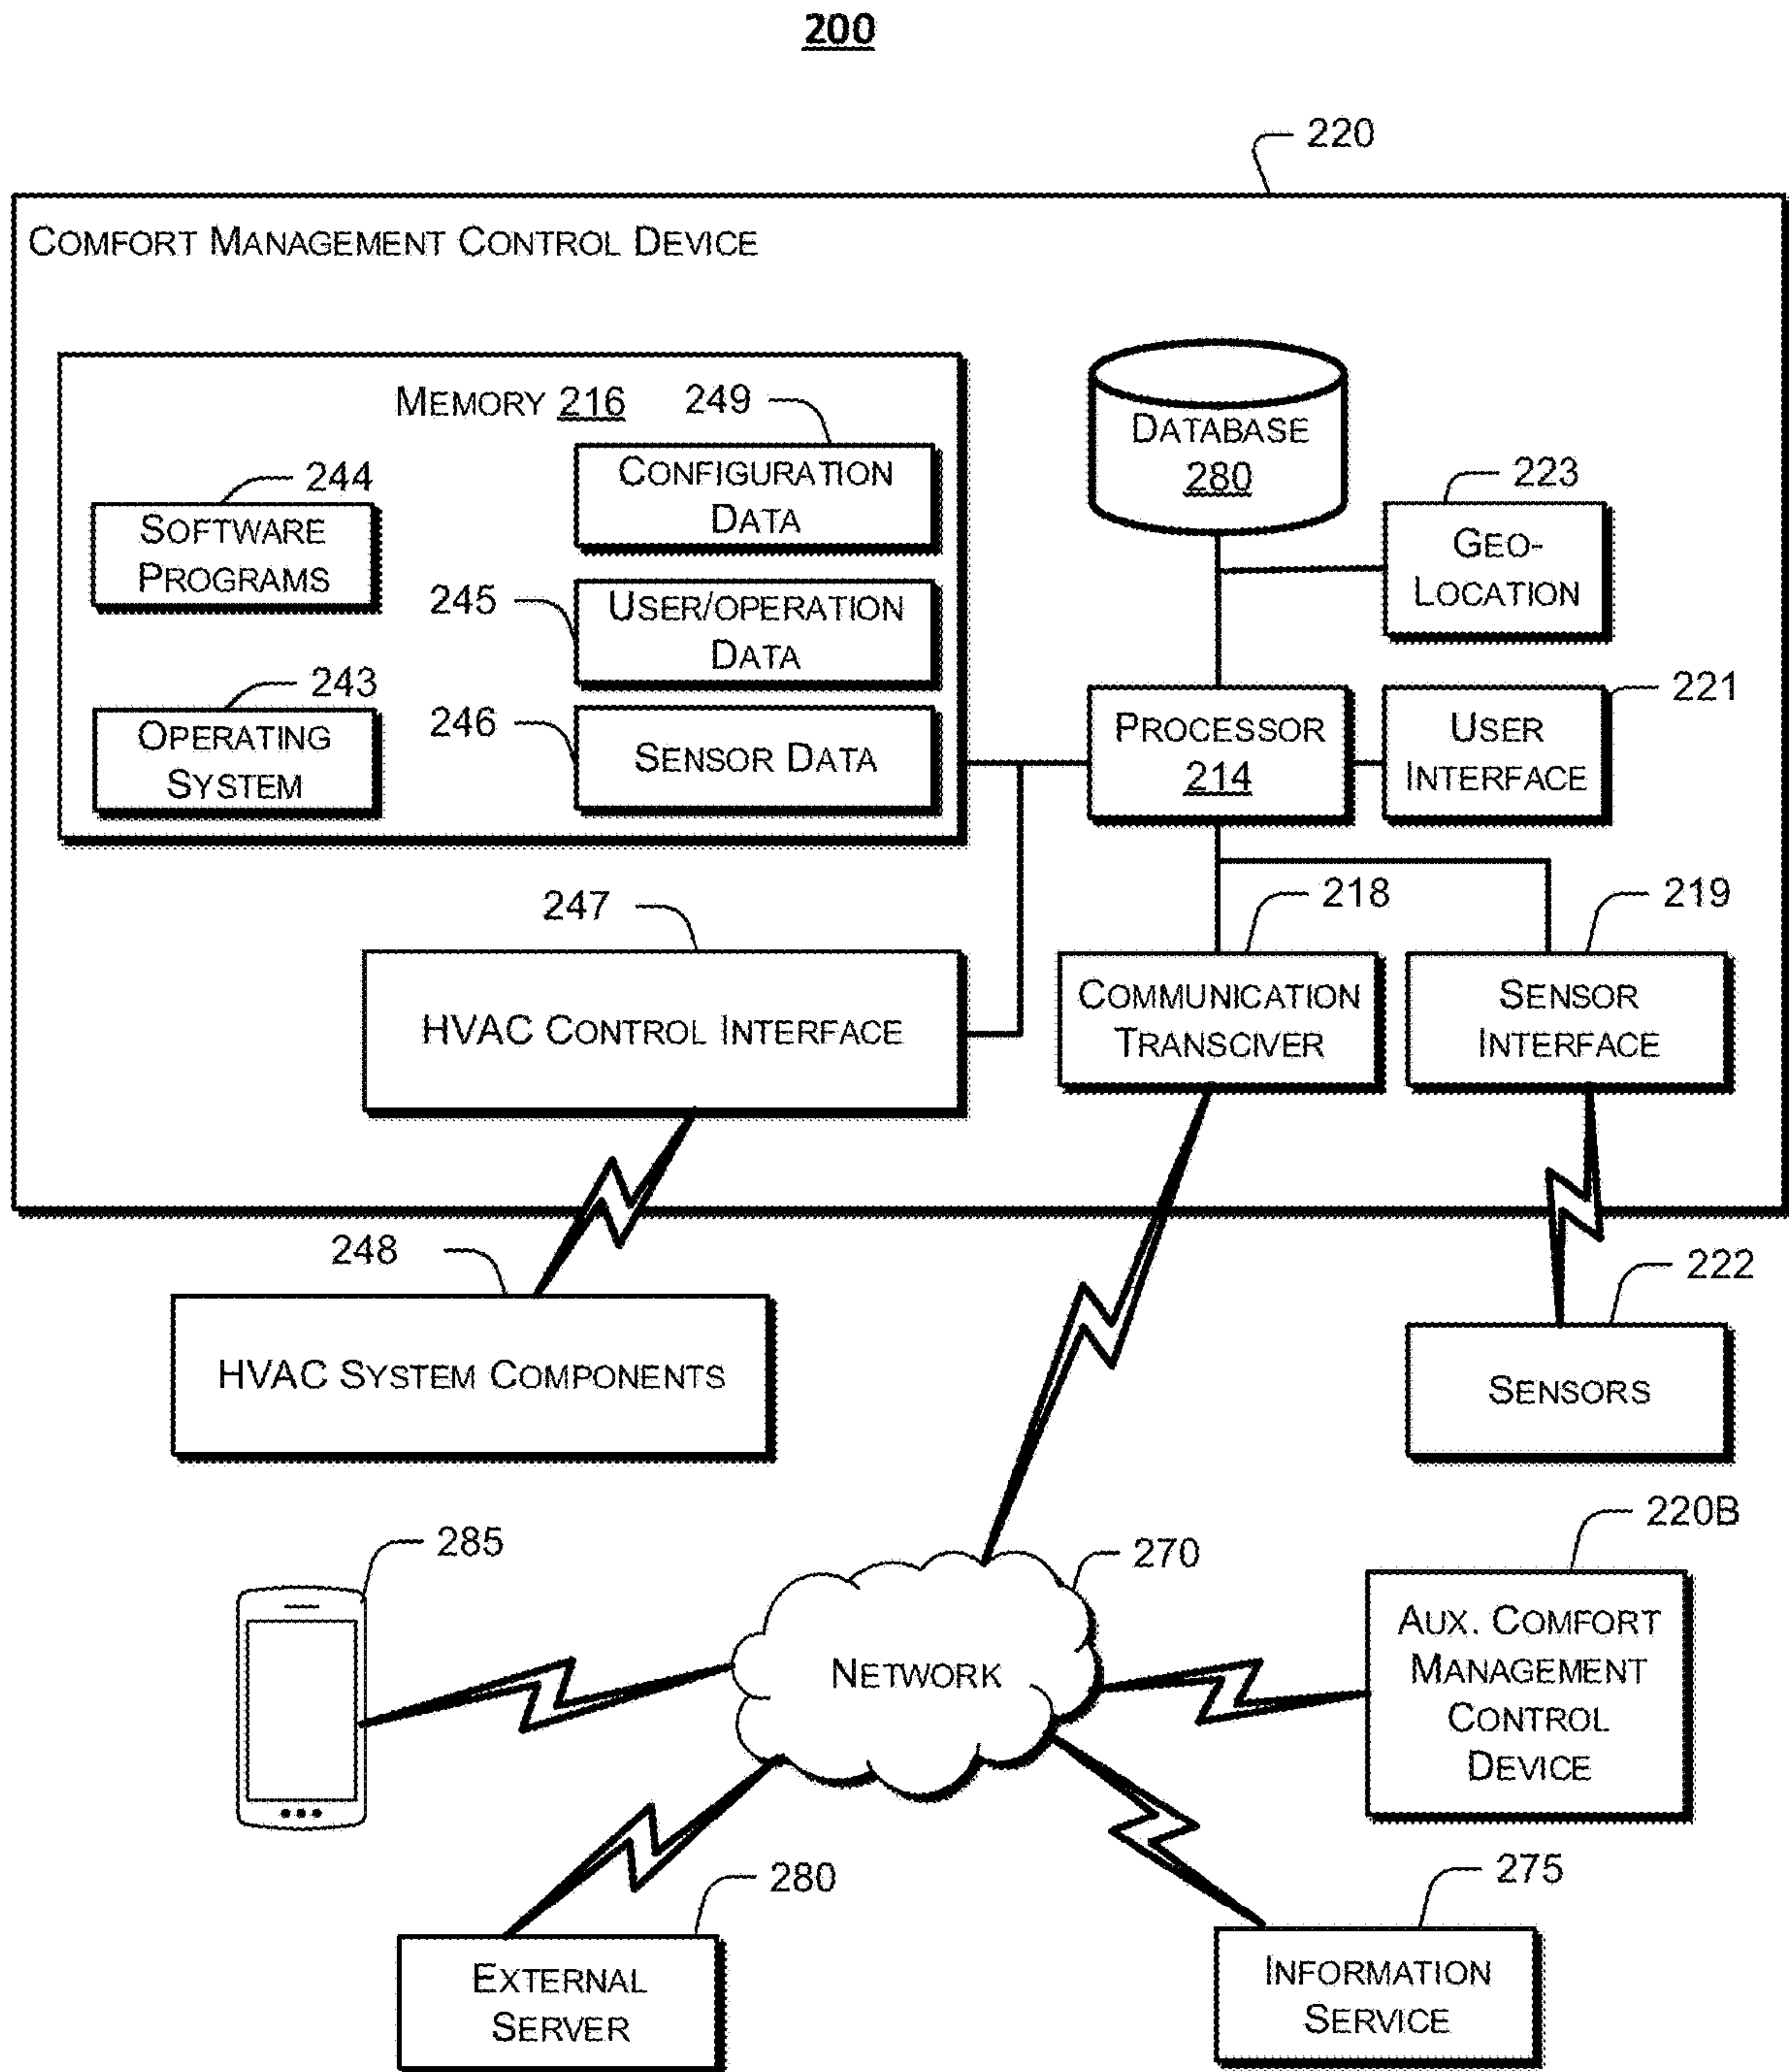 200
220
COMFORT MANAGEMENT CONTROL DEVICE
MEMORY 216
249
CONFIGURATION
DATA
244
SOFTWARE
PROGRAMS
245
USER/OPERATION
DATA
243
OPERATING
SYSTEM
246
SENSOR DATA
DATABASE
280
223
GEO-
LOCATION
PROCESSOR
214
221
USER
INTERFACE
247
HVAC CONTROL INTERFACE
218
COMMUNICATION
TRANSCIVER
219
SENSOR
INTERFACE
248
HVAC SYSTEM COMPONENTS
222
SENSORS
285
270
NETWORK
220B
AUX. COMFORT
MANAGEMENT
CONTROL
DEVICE
280
EXTERNAL
SERVER
275
INFORMATION
SERVICE